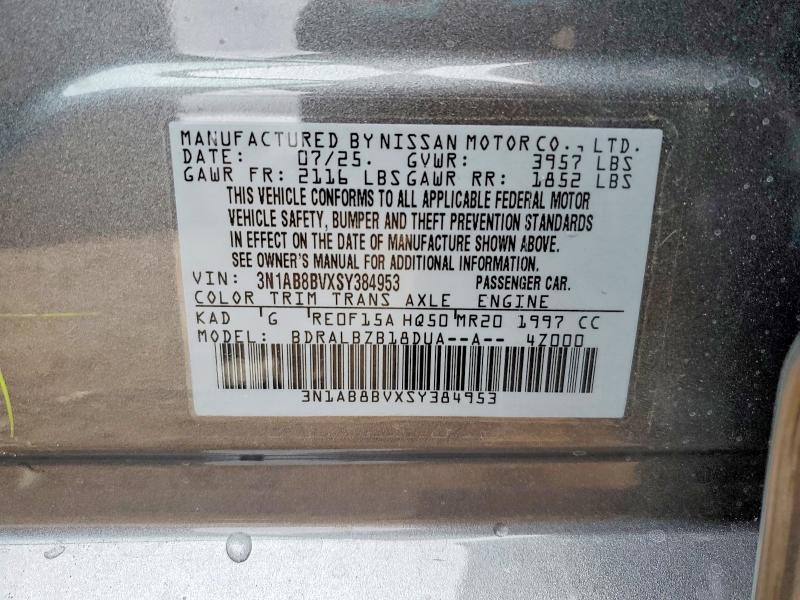 MANUFACTURED BY NISSAN MOTOR CO., LTD.
DATE: 07/25. GVWR: 3957 LBS
GAWR FR: 2116 LBS GAWR RR: 1852 LBS
THIS VEHICLE CONFORMS TO ALL APPLICABLE FEDERAL MOTOR
VEHICLE SAFETY, BUMPER AND THEFT PREVENTION STANDARDS
IN EFFECT ON THE DATE OF MANUFACTURE SHOWN ABOVE.
SEE OWNER'S MANUAL FOR ADDITIONAL INFORMATION.
VIN: 3N1AB8BVXSY384953 PASSENGER CAR.
COLOR TRIM TRANS AXLE ENGINE
KAD G RE0F15A HQ50 MR20 1997 CC
MODEL: BDRALBZB18DUA--A-- 4Z000
3N1AB8BVXSY384953